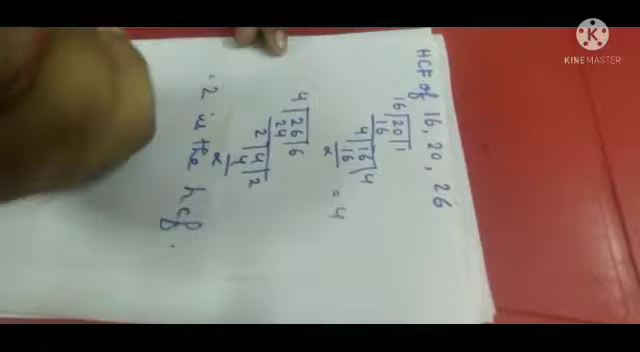 HCF of 16, 20, 26
16 | 20 | 1
16
4 | 16 | 4
16
×
= 4
4 | 26 | 6
24
2 | 4 | 2
4
×
∴ 2 is the hcf.
K
KINEMASTER